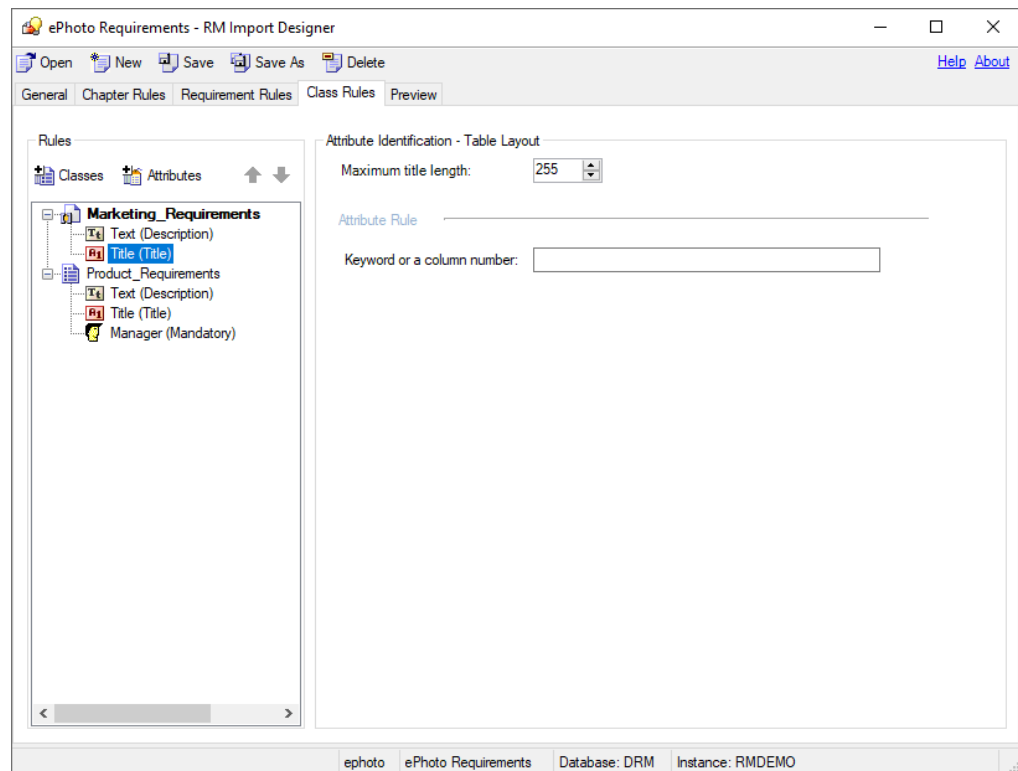 ePhoto Requirements - RM Import Designer
Open New Save Save As Delete Help About
General Chapter Rules Requirement Rules Class Rules Preview
Rules
Classes Attributes
Marketing_Requirements
Text (Description)
Title (Title)
Product_Requirements
Text (Description)
Title (Title)
Manager (Mandatory)
Attribute Identification - Table Layout
Maximum title length: 255
Attribute Rule
Keyword or a column number:
ephoto ePhoto Requirements Database: DRM Instance: RMDEMO